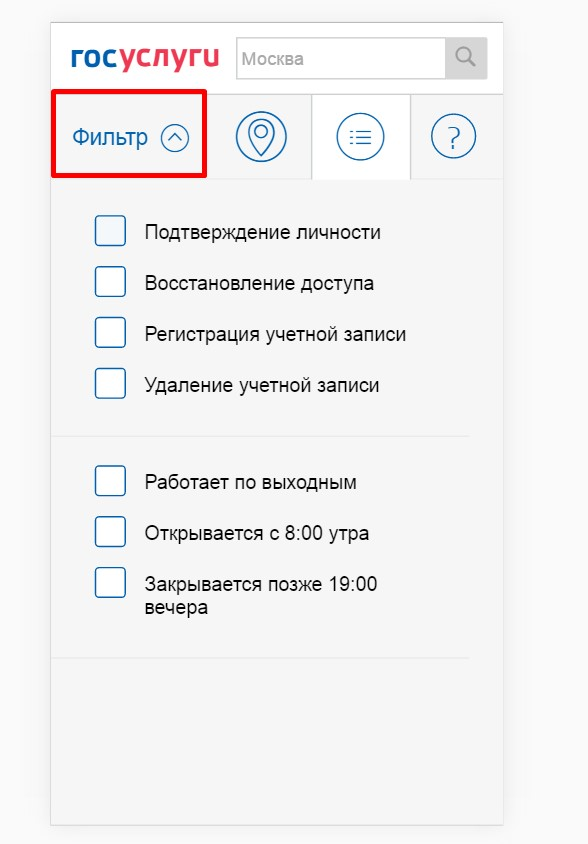 госуслуги
Москва
Фильтр
?
Подтверждение личности
Восстановление доступа
Регистрация учетной записи
Удаление учетной записи
Работает по выходным
Открывается с 8:00 утра
Закрывается позже 19:00
вечера